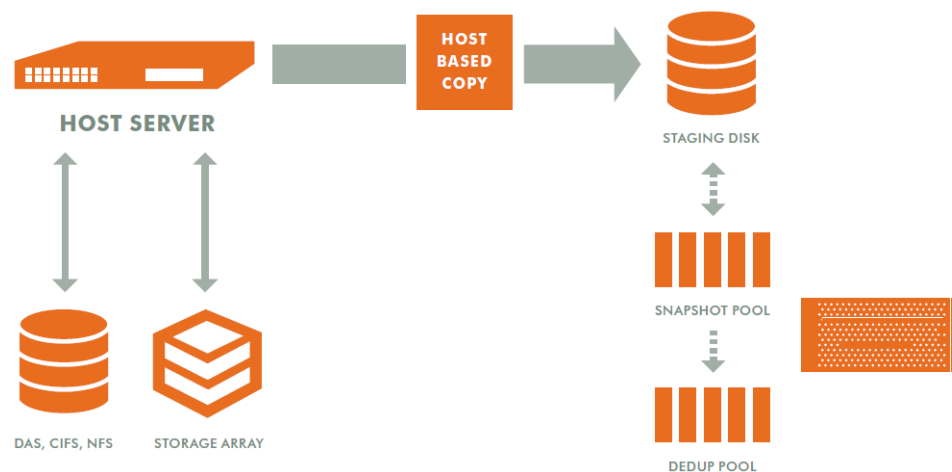 HOST
BASED
COPY
HOST SERVER
STAGING DISK
SNAPSHOT POOL
DAS, CIFS, NFS
STORAGE ARRAY
DEDUP POOL